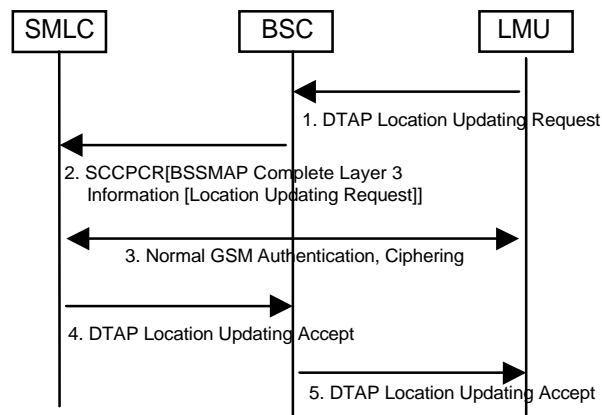 SMLC
BSC
LMU
1. DTAP Location Updating Request
2. SCCPCR[BSSMAP Complete Layer 3
Information [Location Updating Request]]
3. Normal GSM Authentication, Ciphering
4. DTAP Location Updating Accept
5. DTAP Location Updating Accept